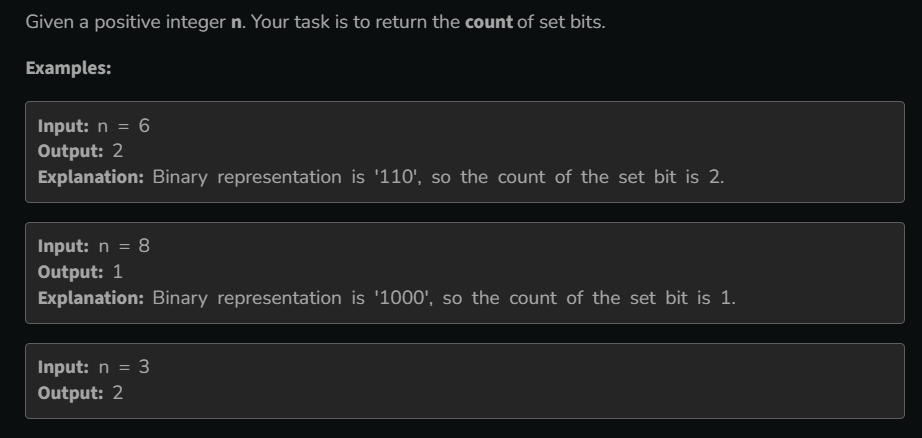 Given a positive integer n. Your task is to return the count of set bits.
Examples:
Input: n = 6
Output: 2
Explanation: Binary representation is '110', so the count of the set bit is 2.
Input: n = 8
Output: 1
Explanation: Binary representation is '1000', so the count of the set bit is 1.
Input: n = 3
Output: 2